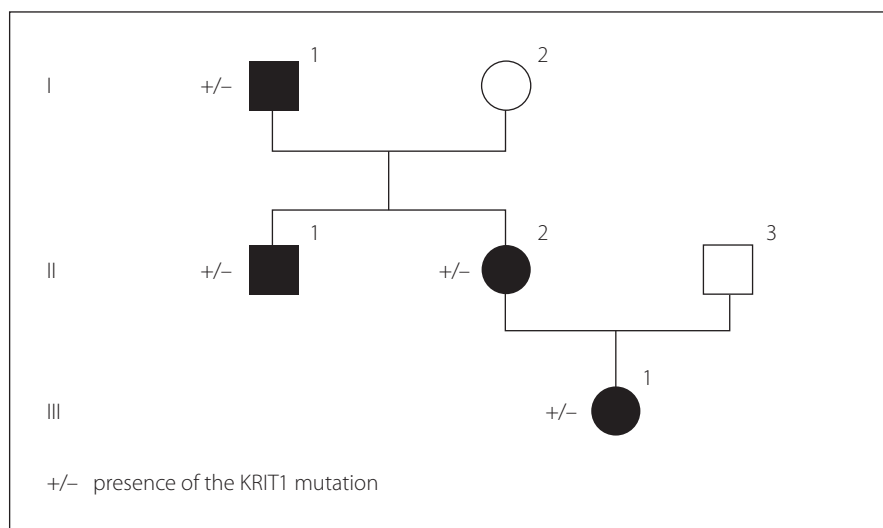 1 2
I +/–
1 2 3
II +/– +/–
1
III +/–
+/– presence of the KRIT1 mutation